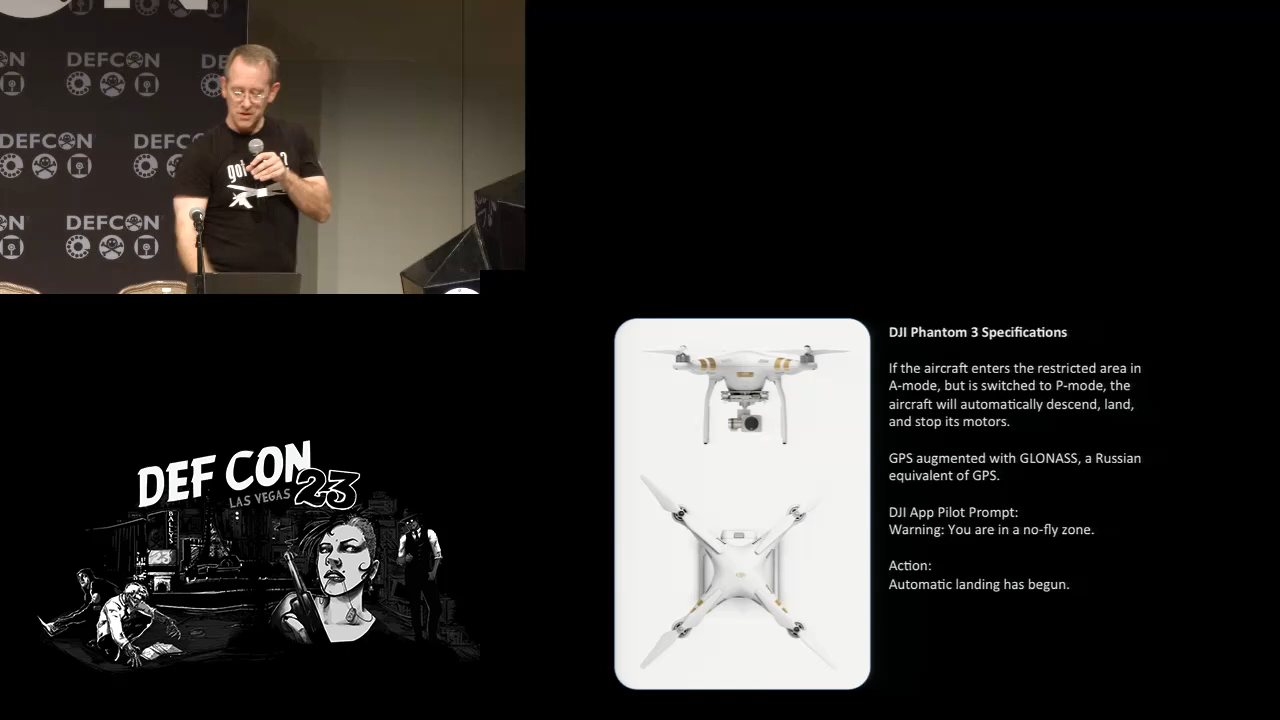 DEFCON
DEFCON
DEFCON
DEFCON
DEF CON
LAS VEGAS 23
BALLYS
23
DJI Phantom 3 Specifications
If the aircraft enters the restricted area in
A-mode, but is switched to P-mode, the
aircraft will automatically descend, land,
and stop its motors.
GPS augmented with GLONASS, a Russian
equivalent of GPS.
DJI App Pilot Prompt:
Warning: You are in a no-fly zone.
Action:
Automatic landing has begun.